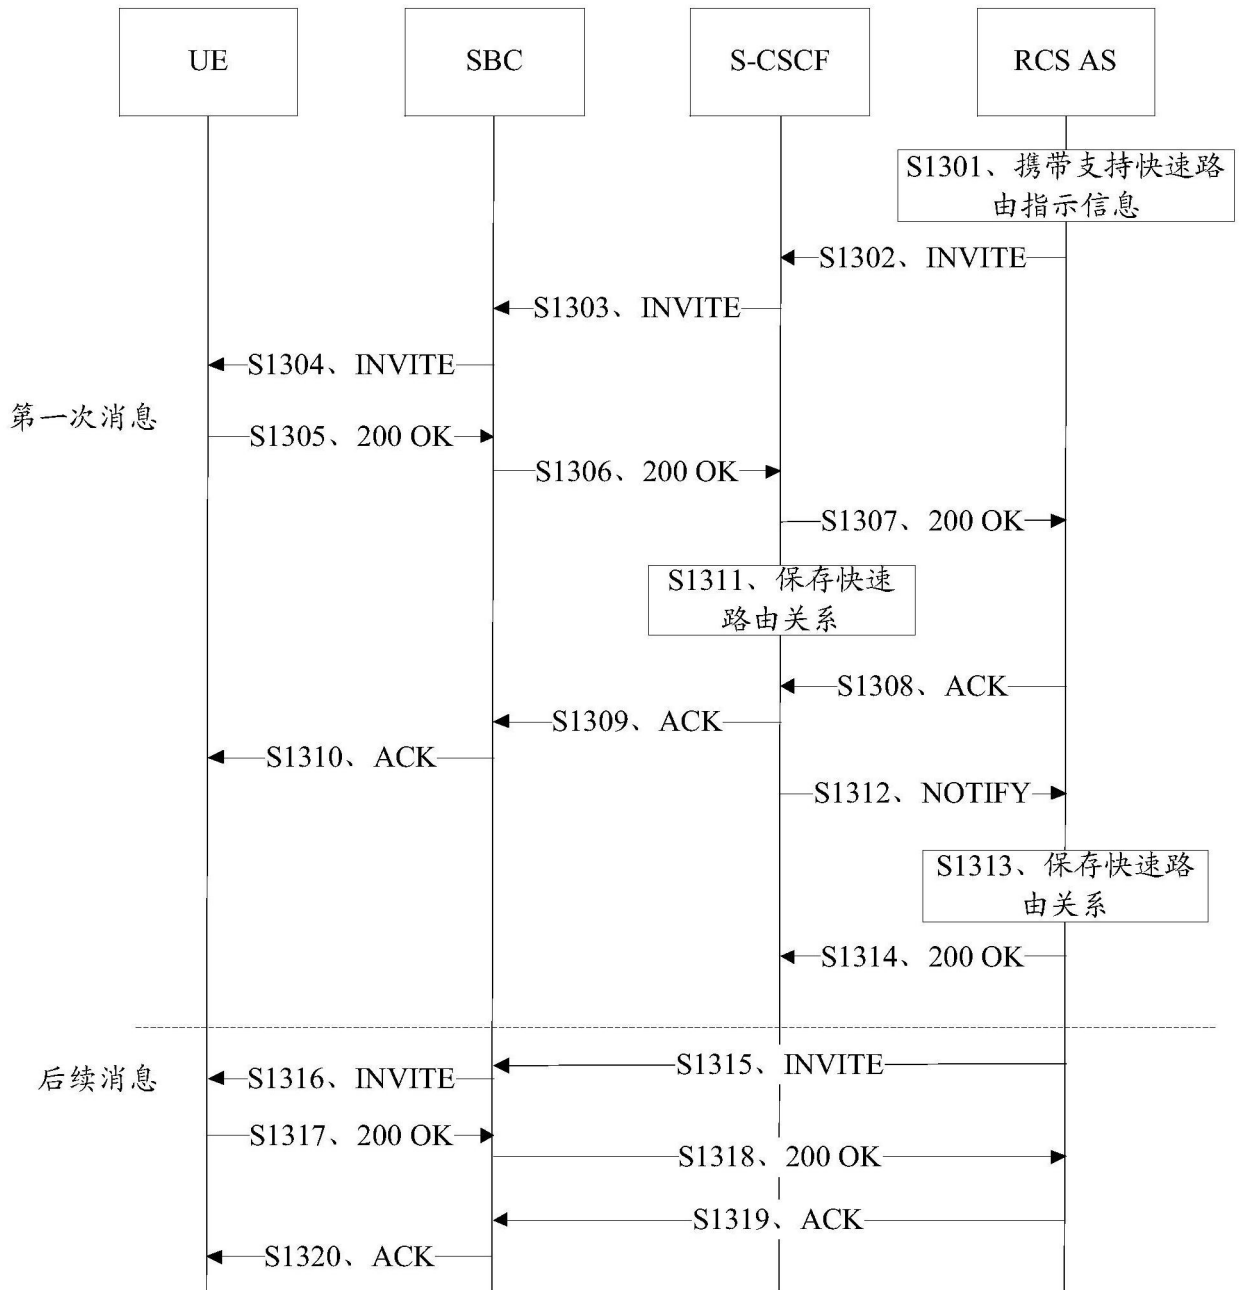 UE
SBC
S-CSCF
RCS AS
S1301、携带支持快速路
由指示信息
S1302、INVITE
S1303、INVITE
S1304、INVITE
第一次消息
S1305、200 OK
S1306、200 OK
S1307、200 OK
S1311、保存快速
路由关系
S1308、ACK
S1309、ACK
S1310、ACK
S1312、NOTIFY
S1313、保存快速路
由关系
S1314、200 OK
后续消息
S1315、INVITE
S1316、INVITE
S1317、200 OK
S1318、200 OK
S1319、ACK
S1320、ACK